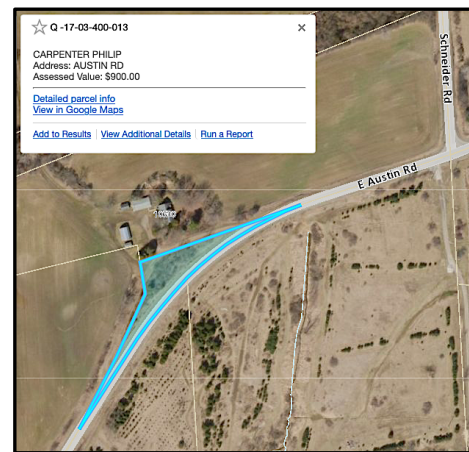 Q -17-03-400-013
CARPENTER PHILIP
Address: AUSTIN RD
Assessed Value: $900.00
Detailed parcel info
View in Google Maps
Add to Results | View Additional Details | Run a Report
Schneider Rd
E Austin Rd